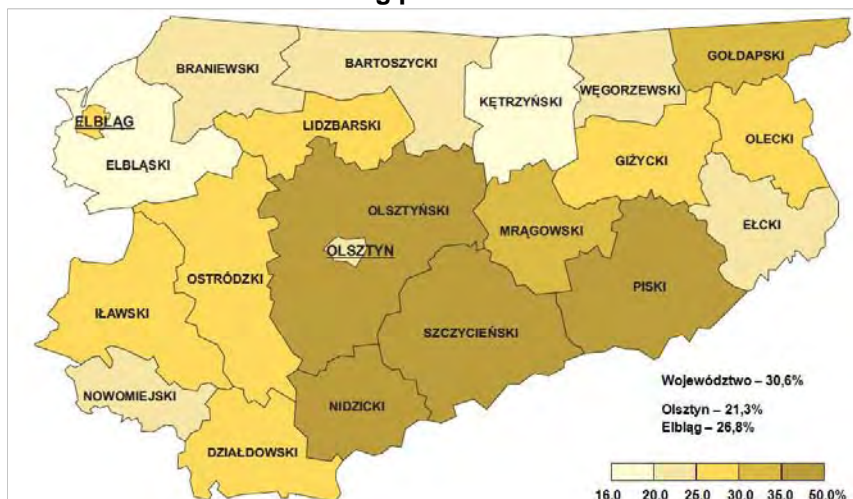 BRANIEWSKI
BARTOSZYCKI
GOŁDAPSKI
KĘTRZYŃSKI
WĘGORZEWSKI
ELBLĄG
LIDZBARSKI
OLECKI
ELBLĄSKI
GIŻYCKI
OLSZTYŃSKI
EŁCKI
MRĄGOWSKI
OLSZTYN
OSTRÓDZKI
PISKI
IŁAWSKI
SZCZYCIEŃSKI
Województwo – 30,6%
NOWOMIEJSKI
NIDZICKI
Olsztyn – 21,3%
Elbląg – 26,8%
DZIAŁDOWSKI
16.0 20.0 25.0 30.0 35.0 50.0%